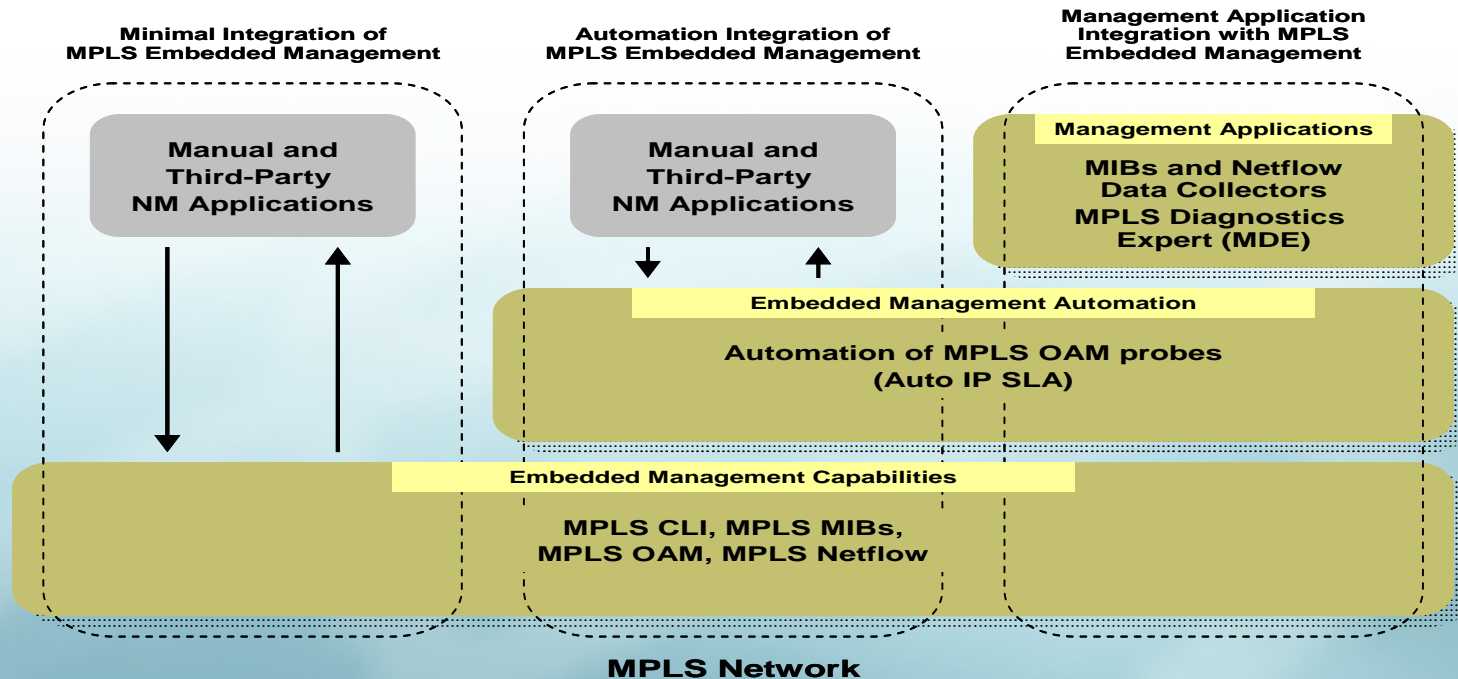 Minimal Integration of
MPLS Embedded Management
Automation Integration of
MPLS Embedded Management
Management Application
Integration with MPLS
Embedded Management
Manual and
Third-Party
NM Applications
Manual and
Third-Party
NM Applications
Management Applications
MIBs and Netflow
Data Collectors
MPLS Diagnostics
Expert (MDE)
Embedded Management Automation
Automation of MPLS OAM probes
(Auto IP SLA)
Embedded Management Capabilities
MPLS CLI, MPLS MIBs,
MPLS OAM, MPLS Netflow
MPLS Network